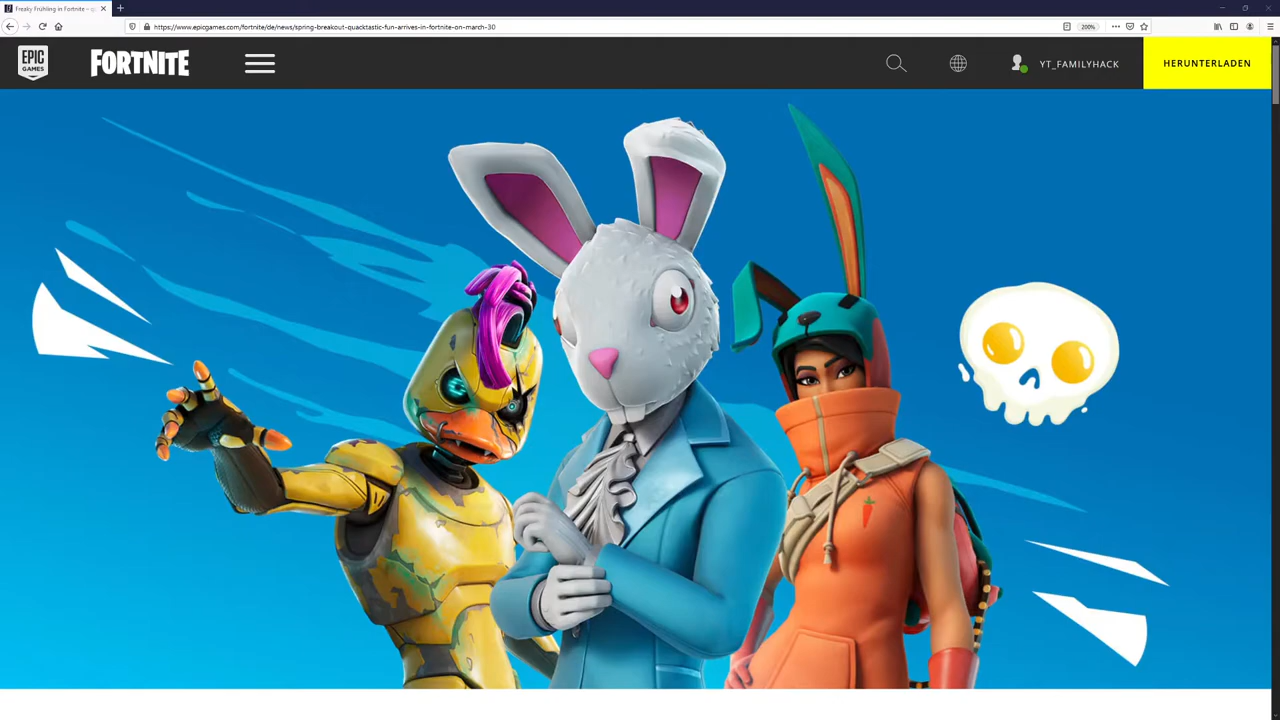 Freaky Frühling in Fortnite –
https://www.epicgames.com/fortnite/de/news/spring-breakout-quacktastic-fun-arrives-in-fortnite-on-march-30
200%
EPIC GAMES
FORTNITE
YT_FAMILYHACK
HERUNTERLADEN